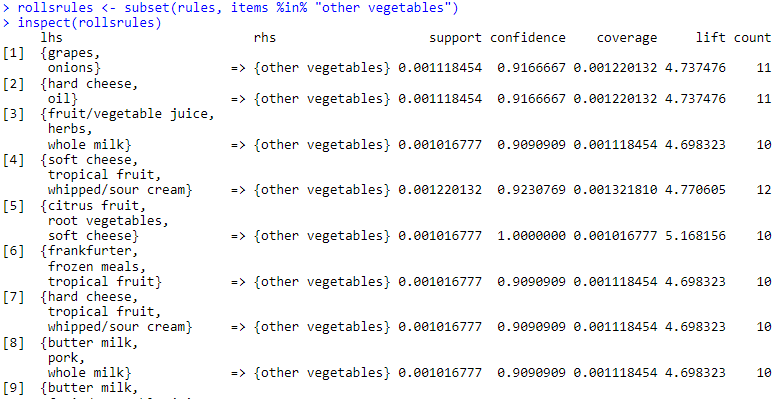 > rollsrules <- subset(rules, items %in% "other vegetables")
> inspect(rollsrules)
lhs rhs support confidence coverage lift count
[1] {grapes,
onions} => {other vegetables} 0.001118454 0.9166667 0.001220132 4.737476 11
[2] {hard cheese,
oil} => {other vegetables} 0.001118454 0.9166667 0.001220132 4.737476 11
[3] {fruit/vegetable juice,
herbs,
whole milk} => {other vegetables} 0.001016777 0.9090909 0.001118454 4.698323 10
[4] {soft cheese,
tropical fruit,
whipped/sour cream} => {other vegetables} 0.001220132 0.9230769 0.001321810 4.770605 12
[5] {citrus fruit,
root vegetables,
soft cheese} => {other vegetables} 0.001016777 1.0000000 0.001016777 5.168156 10
[6] {frankfurter,
frozen meals,
tropical fruit} => {other vegetables} 0.001016777 0.9090909 0.001118454 4.698323 10
[7] {hard cheese,
tropical fruit,
whipped/sour cream} => {other vegetables} 0.001016777 0.9090909 0.001118454 4.698323 10
[8] {butter milk,
pork,
whole milk} => {other vegetables} 0.001016777 0.9090909 0.001118454 4.698323 10
[9] {butter milk,